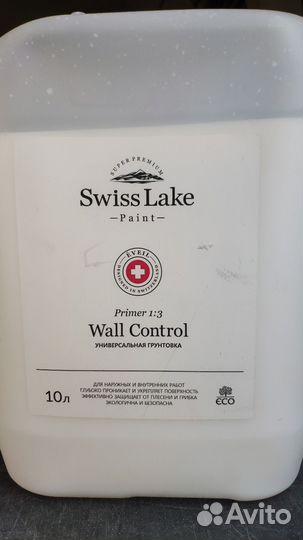 SUPER PREMIUM
Swiss Lake
Paint
EVEIL
DESIGNED IN SWITZERLAND
Primer 1:3
Wall Control
УНИВЕРСАЛЬНАЯ ГРУНТОВКА
10л
ДЛЯ НАРУЖНЫХ И ВНУТРЕННИХ РАБОТ
ГЛУБОКО ПРОНИКАЕТ И УКРЕПЛЯЕТ ПОВЕРХНОСТЬ
ЭФФЕКТИВНО ЗАЩИЩАЕТ ОТ ПЛЕСЕНИ И ГРИБКА
ЭКОЛОГИЧНА И БЕЗОПАСНА
ECO
Avito